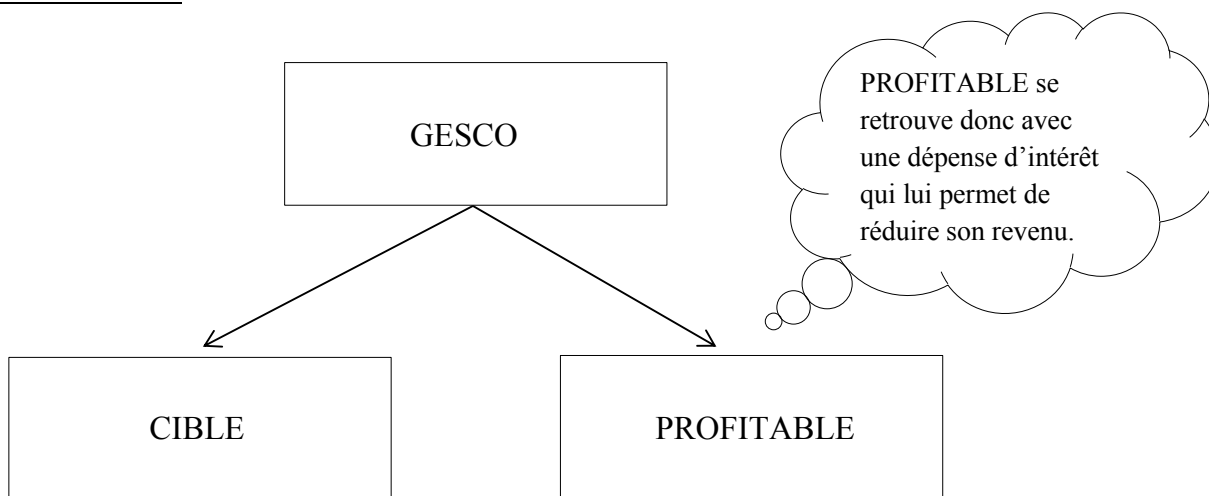 GESCO
PROFITABLE se
retrouve donc avec
une dépense d’intérêt
qui lui permet de
réduire son revenu.
CIBLE
PROFITABLE